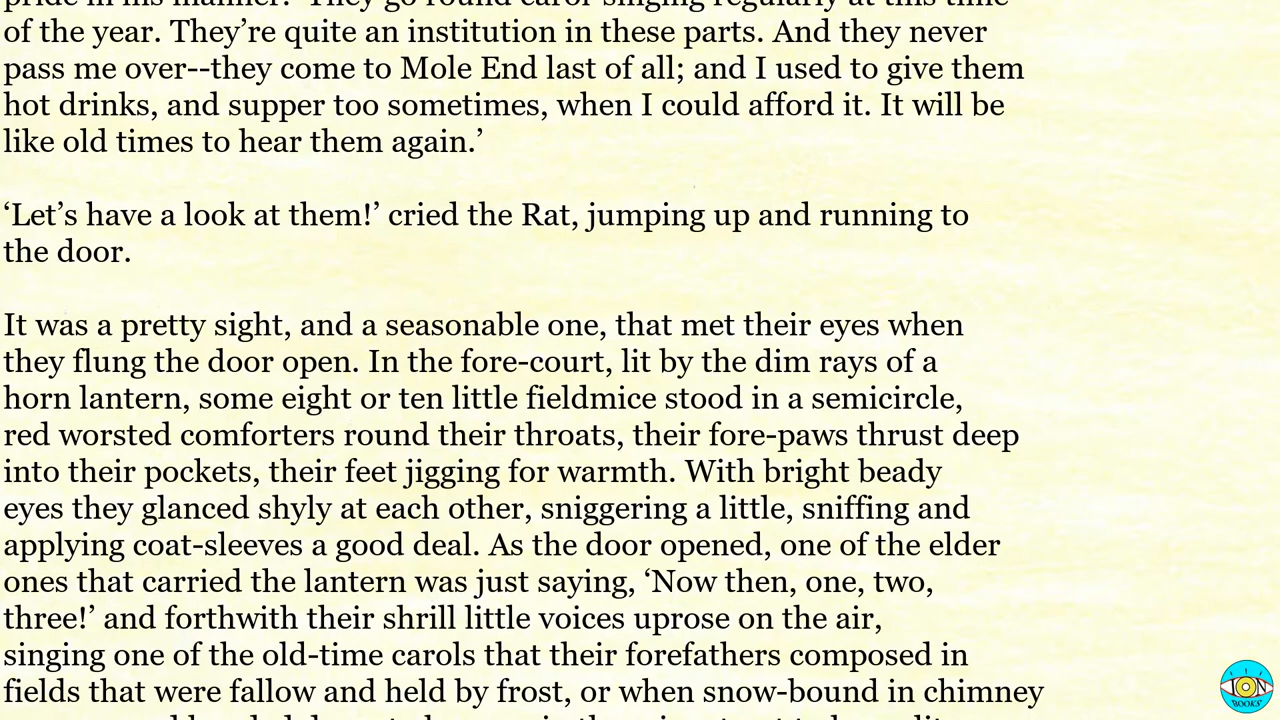 of the year. They’re quite an institution in these parts. And they never
pass me over--they come to Mole End last of all; and I used to give them
hot drinks, and supper too sometimes, when I could afford it. It will be
like old times to hear them again.’
‘Let’s have a look at them!’ cried the Rat, jumping up and running to
the door.
It was a pretty sight, and a seasonable one, that met their eyes when
they flung the door open. In the fore-court, lit by the dim rays of a
horn lantern, some eight or ten little fieldmice stood in a semicircle,
red worsted comforters round their throats, their fore-paws thrust deep
into their pockets, their feet jigging for warmth. With bright beady
eyes they glanced shyly at each other, sniggering a little, sniffing and
applying coat-sleeves a good deal. As the door opened, one of the elder
ones that carried the lantern was just saying, ‘Now then, one, two,
three!’ and forthwith their shrill little voices uprose on the air,
singing one of the old-time carols that their forefathers composed in
fields that were fallow and held by frost, or when snow-bound in chimney
ION
BOOKS